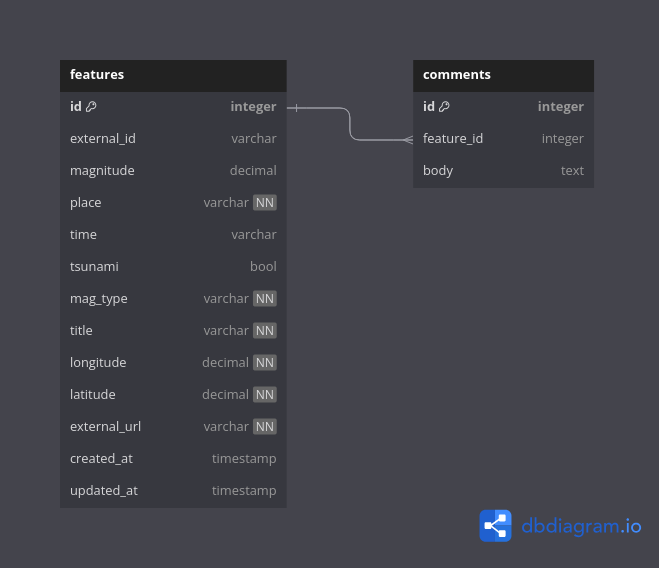 features
id integer
external_id varchar
magnitude decimal
place varchar NN
time varchar
tsunami bool
mag_type varchar NN
title varchar NN
longitude decimal NN
latitude decimal NN
external_url varchar NN
created_at timestamp
updated_at timestamp
comments
id integer
feature_id integer
body text
dbdiagram.io